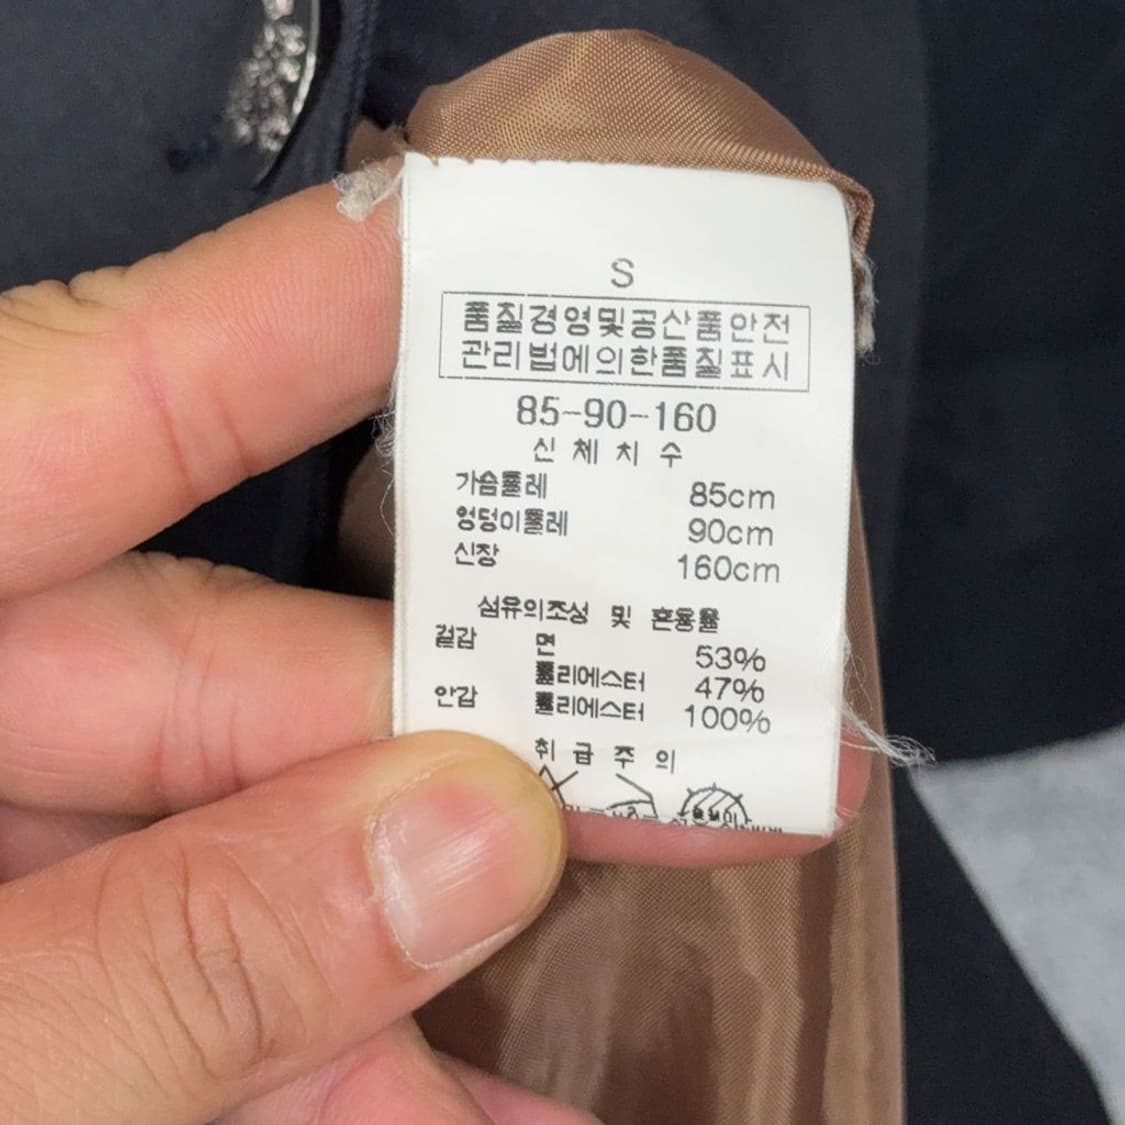 S
품질경영및공산품안전
관리법에의한품질표시
85-90-160
신체치수
가슴둘레 85cm
엉덩이둘레 90cm
신장 160cm
섬유의조성 및 혼용율
겉감 면 53%
폴리에스터 47%
안감 폴리에스터 100%
취급주의